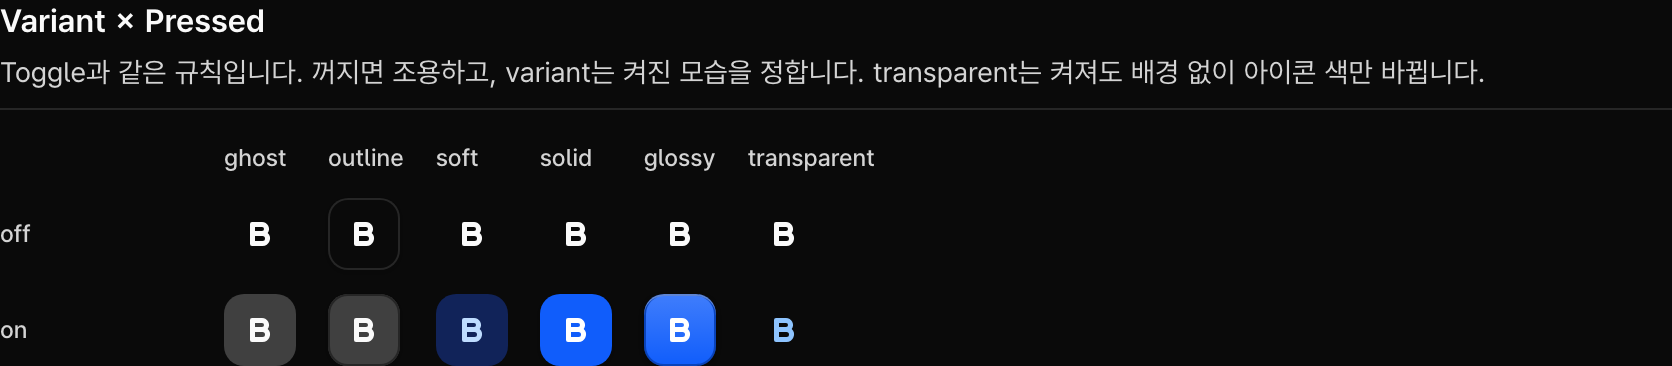 Variant × Pressed
Toggle과 같은 규칙입니다. 꺼지면 조용하고, variant는 켜진 모습을 정합니다. transparent는 켜져도 배경 없이 아이콘 색만 바뀝니다.
ghost outline soft solid glossy transparent
off B B B B B B
on B B B B B B